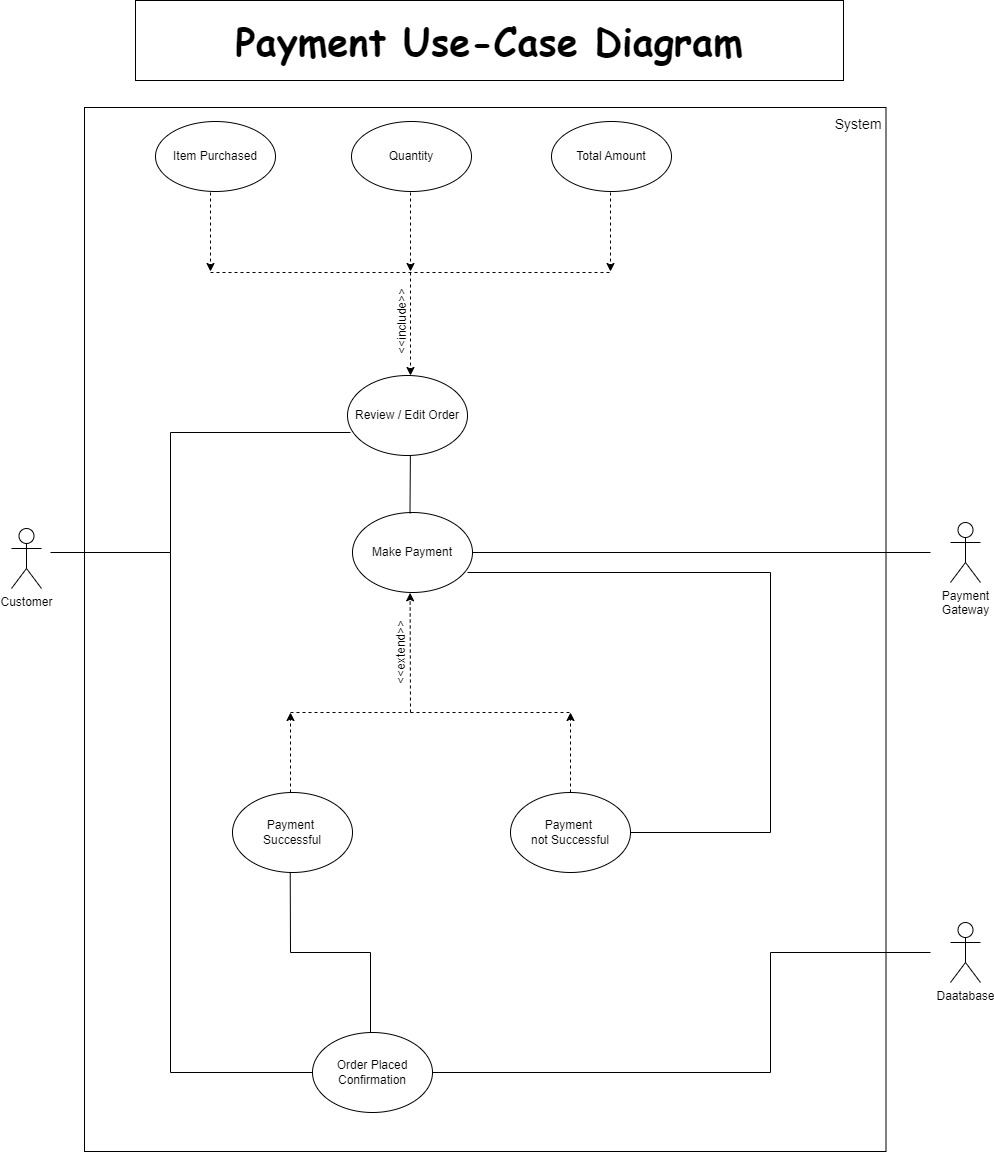 Payment Use-Case Diagram
System
Item Purchased
Quantity
Total Amount
<<include>>
Review / Edit Order
Make Payment
Customer
Payment
Gateway
<<extend>>
Payment
Successful
Payment
not Successful
Daatabase
Order Placed
Confirmation